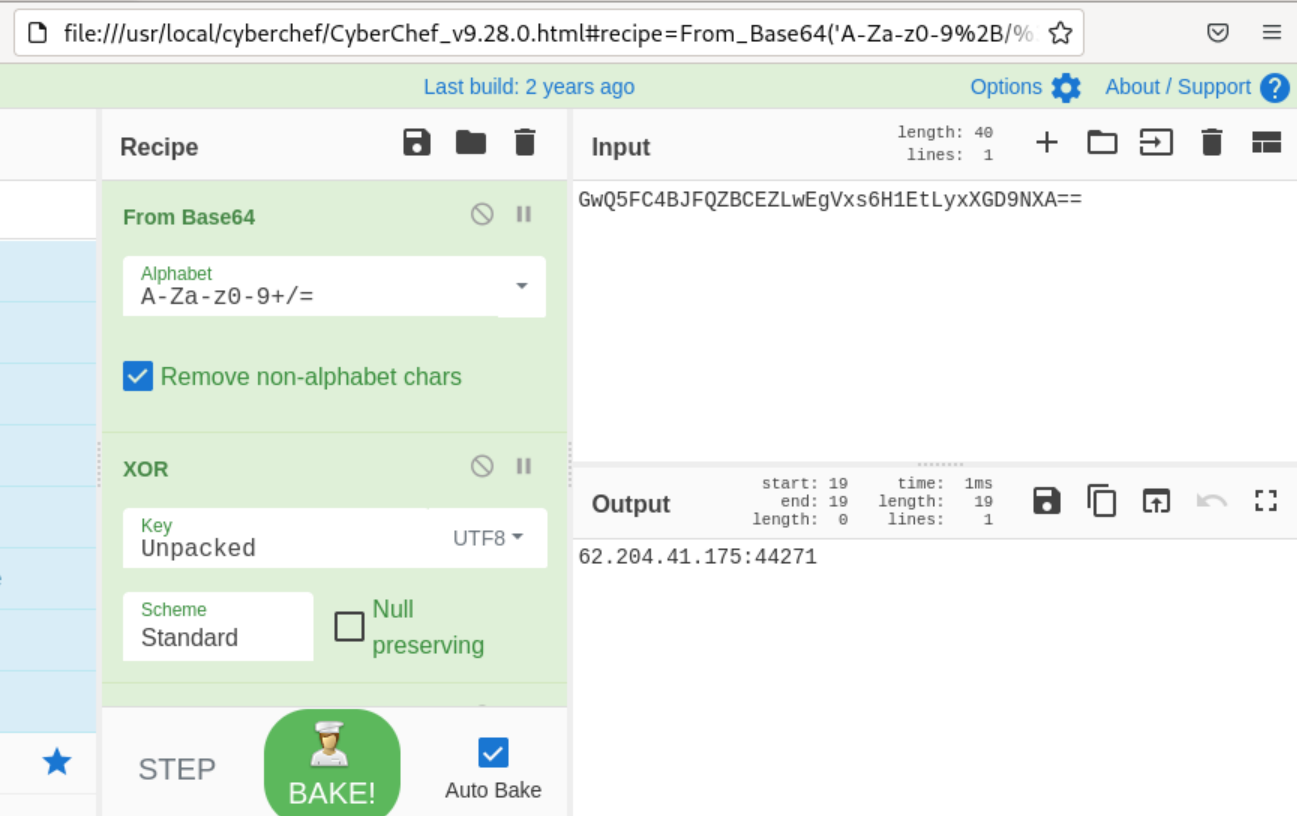 file:///usr/local/cyberchef/CyberChef_v9.28.0.html#recipe=From_Base64('A-Za-z0-9%2B/%
Last build: 2 years ago
Options
About / Support
Recipe
Input
length: 40
lines: 1
From Base64
GwQ5FC4BJFQZBCEZLwEgVxs6H1EtLyxXGD9NXA==
Alphabet
A-Za-z0-9+/=
Remove non-alphabet chars
XOR
Key
Unpacked
UTF8
Scheme
Standard
Null
preserving
Output
start: 19
end: 19
length: 0
time: 1ms
length: 19
lines: 1
62.204.41.175:44271
STEP
BAKE!
Auto Bake